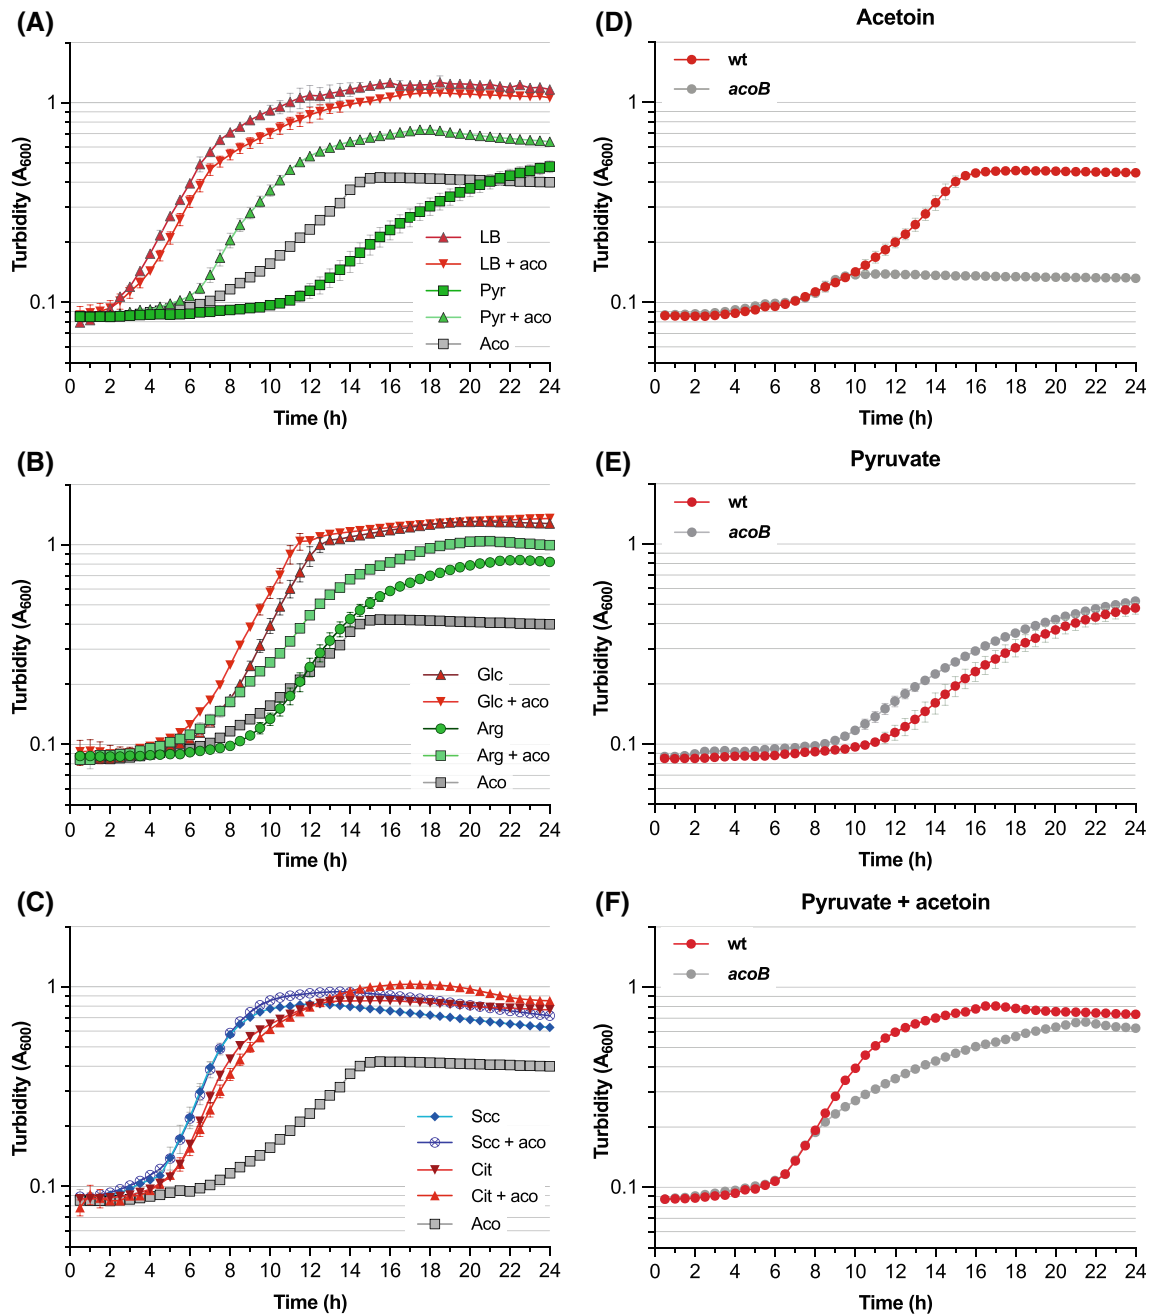 (A)
Turbidity (A600)
1
0.1
LB
LB + aco
Pyr
Pyr + aco
Aco
0 2 4 6 8 10 12 14 16 18 20 22 24
Time (h)
(D)
Acetoin
Turbidity (A600)
1
0.1
wt
acoB
0 2 4 6 8 10 12 14 16 18 20 22 24
Time (h)
(B)
Turbidity (A600)
1
0.1
Glc
Glc + aco
Arg
Arg + aco
Aco
0 2 4 6 8 10 12 14 16 18 20 22 24
Time (h)
(E)
Pyruvate
Turbidity (A600)
1
0.1
wt
acoB
0 2 4 6 8 10 12 14 16 18 20 22 24
Time (h)
(C)
Turbidity (A600)
1
0.1
Scc
Scc + aco
Cit
Cit + aco
Aco
0 2 4 6 8 10 12 14 16 18 20 22 24
Time (h)
(F)
Pyruvate + acetoin
Turbidity (A600)
1
0.1
wt
acoB
0 2 4 6 8 10 12 14 16 18 20 22 24
Time (h)